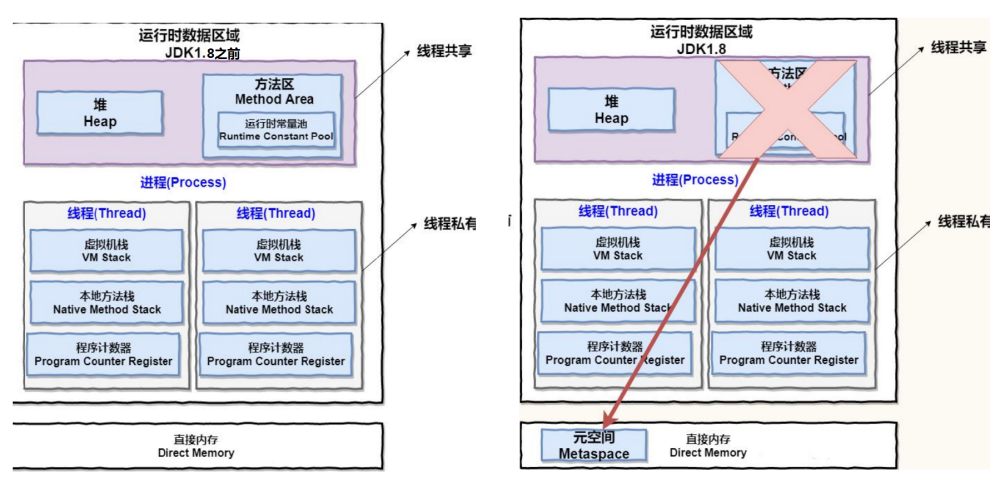 运行时数据区域
JDK1.8之前
线程共享
堆
Heap
方法区
Method Area
运行时常量池
Runtime Constant Pool
进程(Process)
线程(Thread)
线程(Thread)
线程私有
虚拟机栈
VM Stack
虚拟机栈
VM Stack
本地方法栈
Native Method Stack
本地方法栈
Native Method Stack
程序计数器
Program Counter Register
程序计数器
Program Counter Register
直接内存
Direct Memory
运行时数据区域
JDK1.8
线程共享
堆
Heap
方法区
进程(Process)
线程(Thread)
线程(Thread)
线程私有
虚拟机栈
VM Stack
虚拟机栈
VM Stack
本地方法栈
Native Method Stack
本地方法栈
Native Method Stack
程序计数器
Program Counter Register
程序计数器
Program Counter Register
元空间
Metaspace
直接内存
Direct Memory